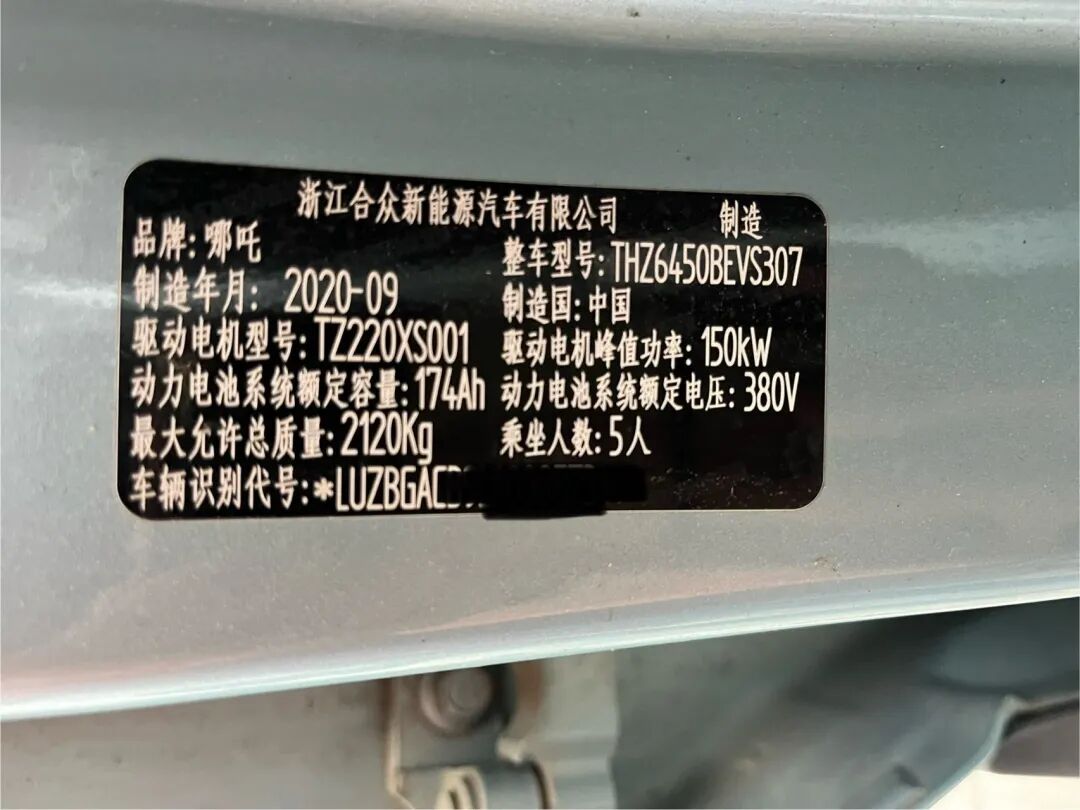 浙江合众新能源汽车有限公司 制造
品牌: 哪吒 整车型号: THZ6450BEVS307
制造年月: 2020-09 制造国: 中国
驱动电机型号: TZ220XS001 驱动电机峰值功率: 150kW
动力电池系统额定容量: 174Ah 动力电池系统额定电压: 380V
最大允许总质量: 2120Kg 乘坐人数: 5人
车辆识别代号: *LUZBGAC